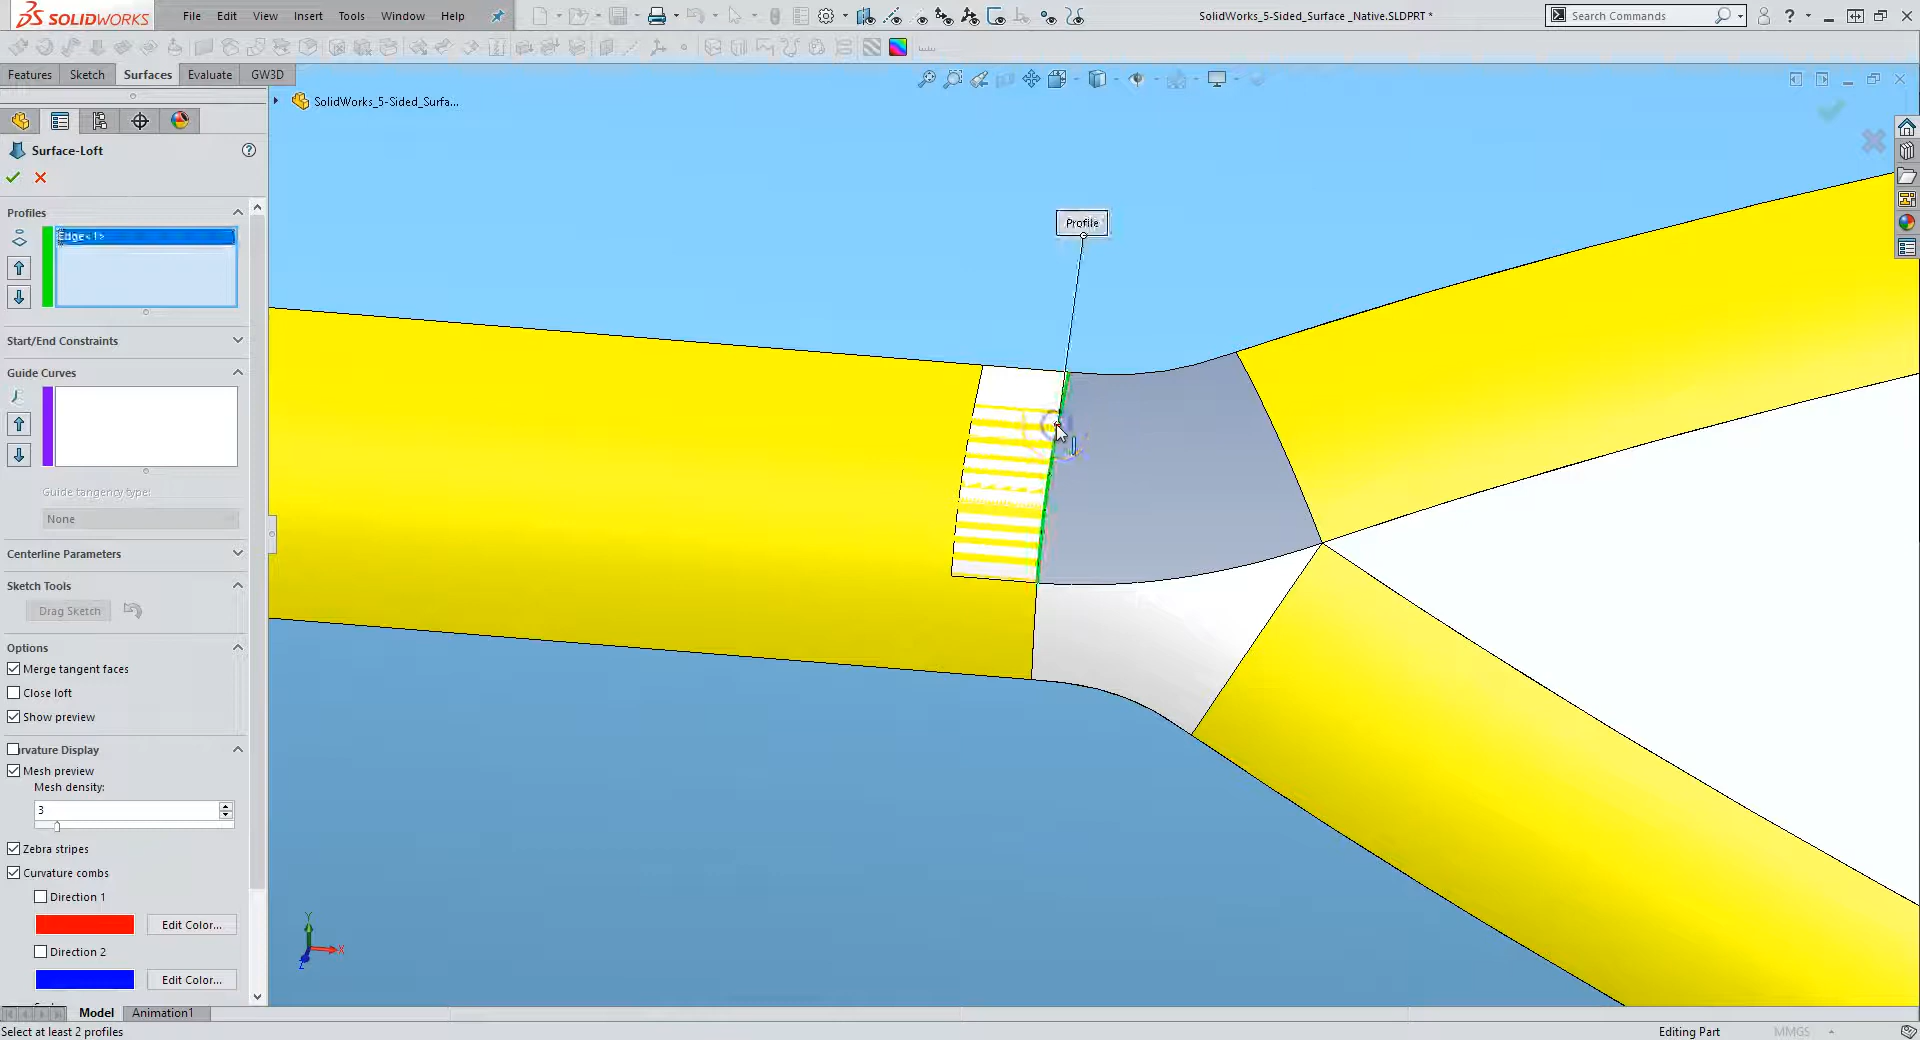 SOLIDWORKS
File Edit View Insert Tools Window Help
SolidWorks_5-Sided_Surface _Native.SLDPRT *
Search Commands
Features Sketch Surfaces Evaluate GW3D
SolidWorks_5-Sided_Surfa...
Surface-Loft
Profiles
Edge<1>
Profile
Start/End Constraints
Guide Curves
Guide tangency type:
None
Centerline Parameters
Sketch Tools
Drag Sketch
Options
Merge tangent faces
Close loft
Show preview
rvature Display
Mesh preview
Mesh density:
3
Zebra stripes
Curvature combs
Direction 1
Edit Color...
Direction 2
Edit Color...
Y
X
Z
Model Animation1
Select at least 2 profiles
Editing Part
MMGS